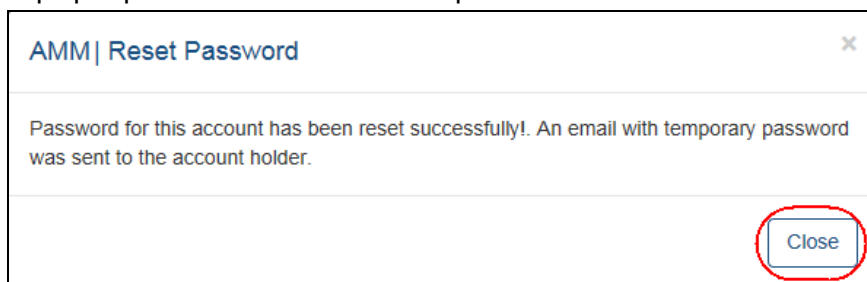 AMM| Reset Password
×
Password for this account has been reset successfully!. An email with temporary password
was sent to the account holder.
Close